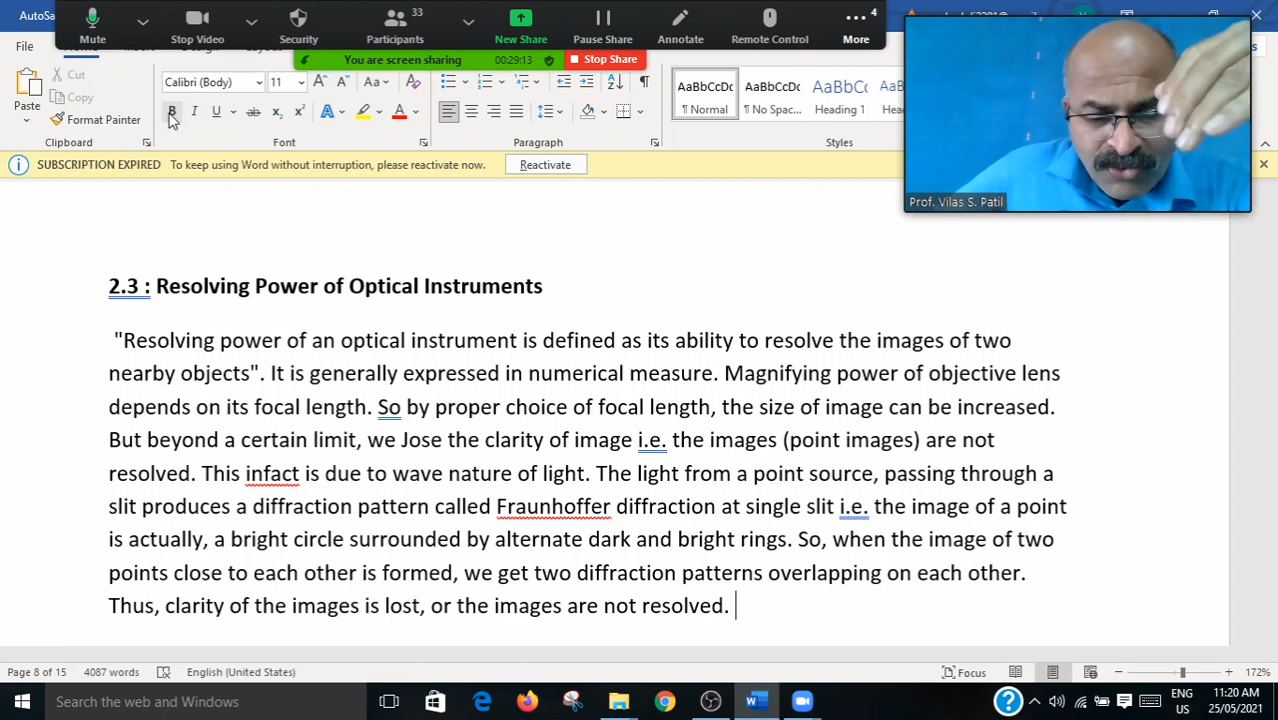 AutoSa
Mute
Stop Video
Security
33
Participants
New Share
Pause Share
Annotate
Remote Control
4
More
You are screen sharing
00:29:13
Stop Share
File
Cut
Copy
Paste
Format Painter
Clipboard
Calibri (Body)
11
Aa
B
I
U
ab
Font
Paragraph
AaBbCcDc
¶ Normal
AaBbCcDc
¶ No Spac...
AaBbC
Heading 1
AaBb
Hea
Styles
Prof. Vilas S. Patil
SUBSCRIPTION EXPIRED To keep using Word without interruption, please reactivate now.
Reactivate
2.3 : Resolving Power of Optical Instruments
"Resolving power of an optical instrument is defined as its ability to resolve the images of two
nearby objects". It is generally expressed in numerical measure. Magnifying power of objective lens
depends on its focal length. So by proper choice of focal length, the size of image can be increased.
But beyond a certain limit, we Jose the clarity of image i.e. the images (point images) are not
resolved. This infact is due to wave nature of light. The light from a point source, passing through a
slit produces a diffraction pattern called Fraunhoffer diffraction at single slit i.e. the image of a point
is actually, a bright circle surrounded by alternate dark and bright rings. So, when the image of two
points close to each other is formed, we get two diffraction patterns overlapping on each other.
Thus, clarity of the images is lost, or the images are not resolved.
Page 8 of 15
4087 words
English (United States)
Focus
172%
Search the web and Windows
ENG
US
11:20 AM
25/05/2021